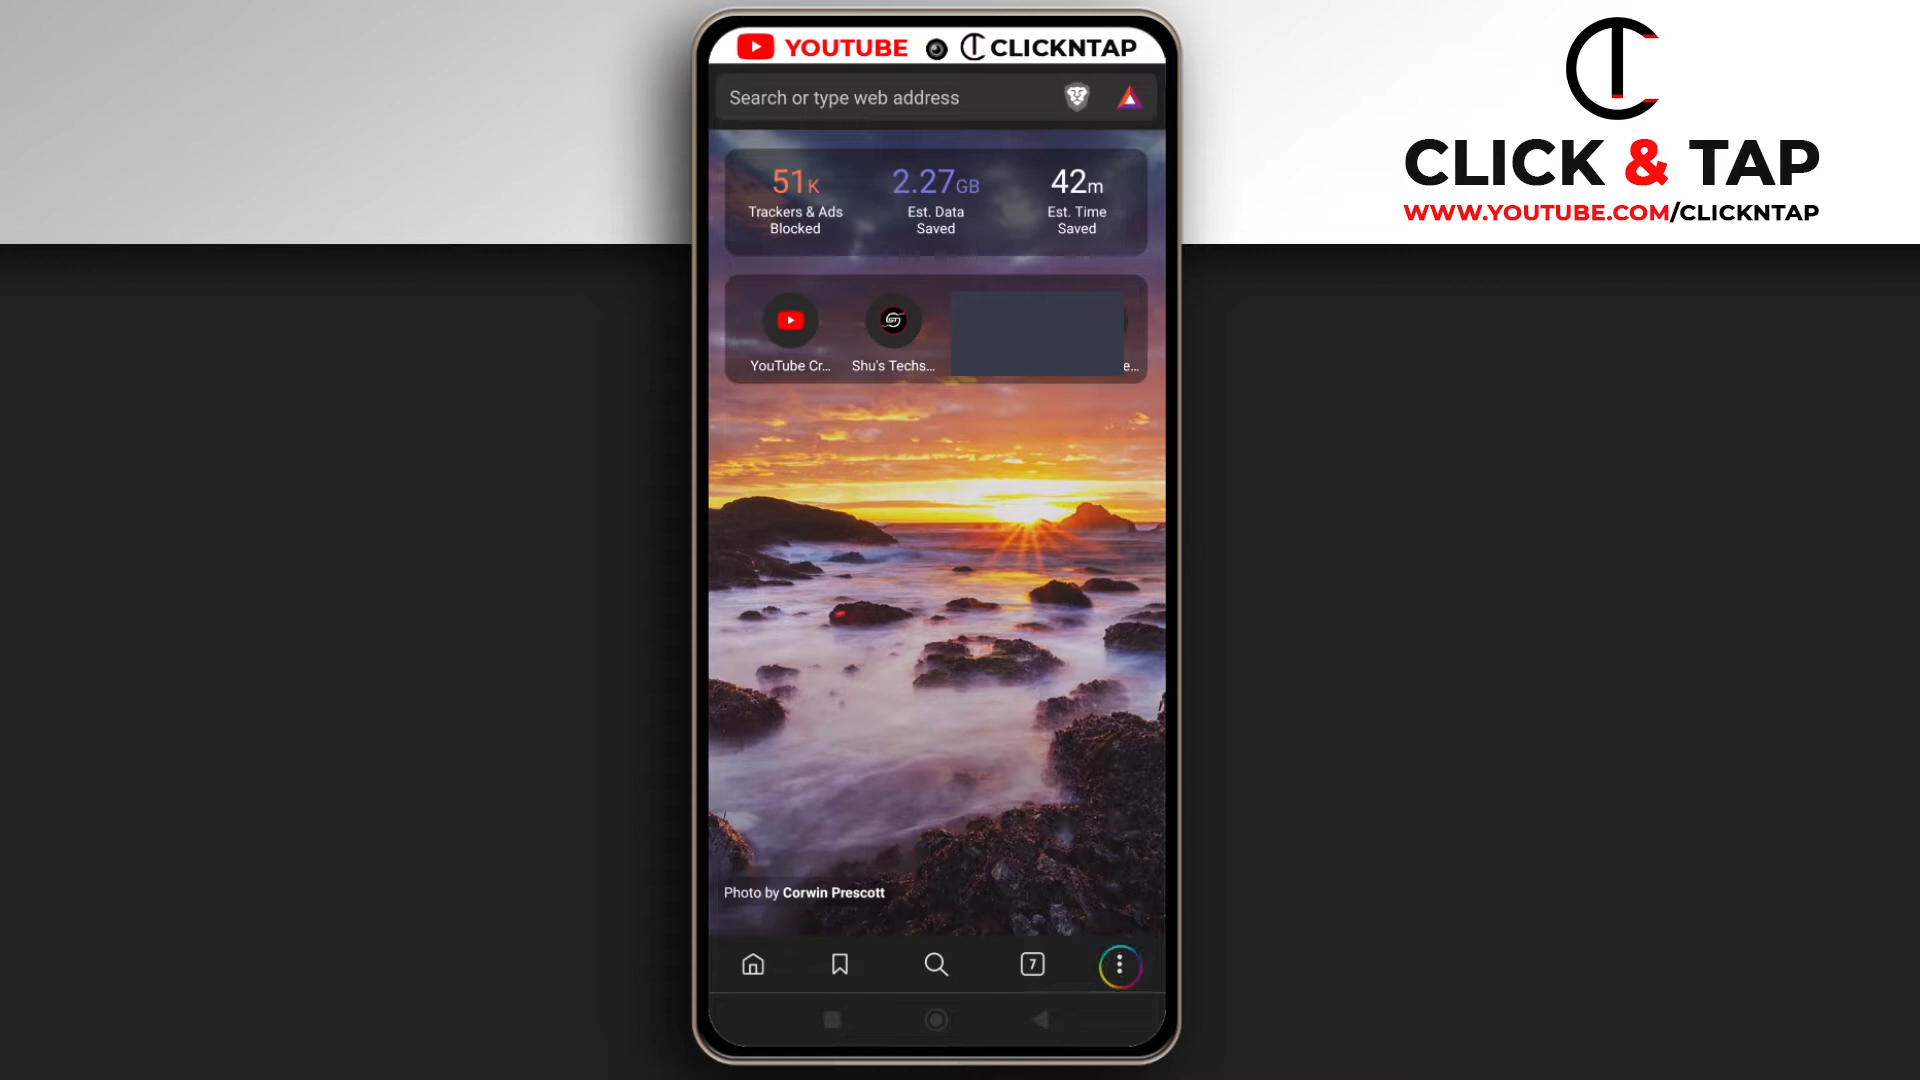 YOUTUBE CLICKNTAP
CLICK & TAP
WWW.YOUTUBE.COM/CLICKNTAP
Search or type web address
51K 2.27GB 42m
Trackers & Ads Est. Data Est. Time
Blocked Saved Saved
YouTube Cr... Shu's Techs... e...
Photo by Corwin Prescott
7